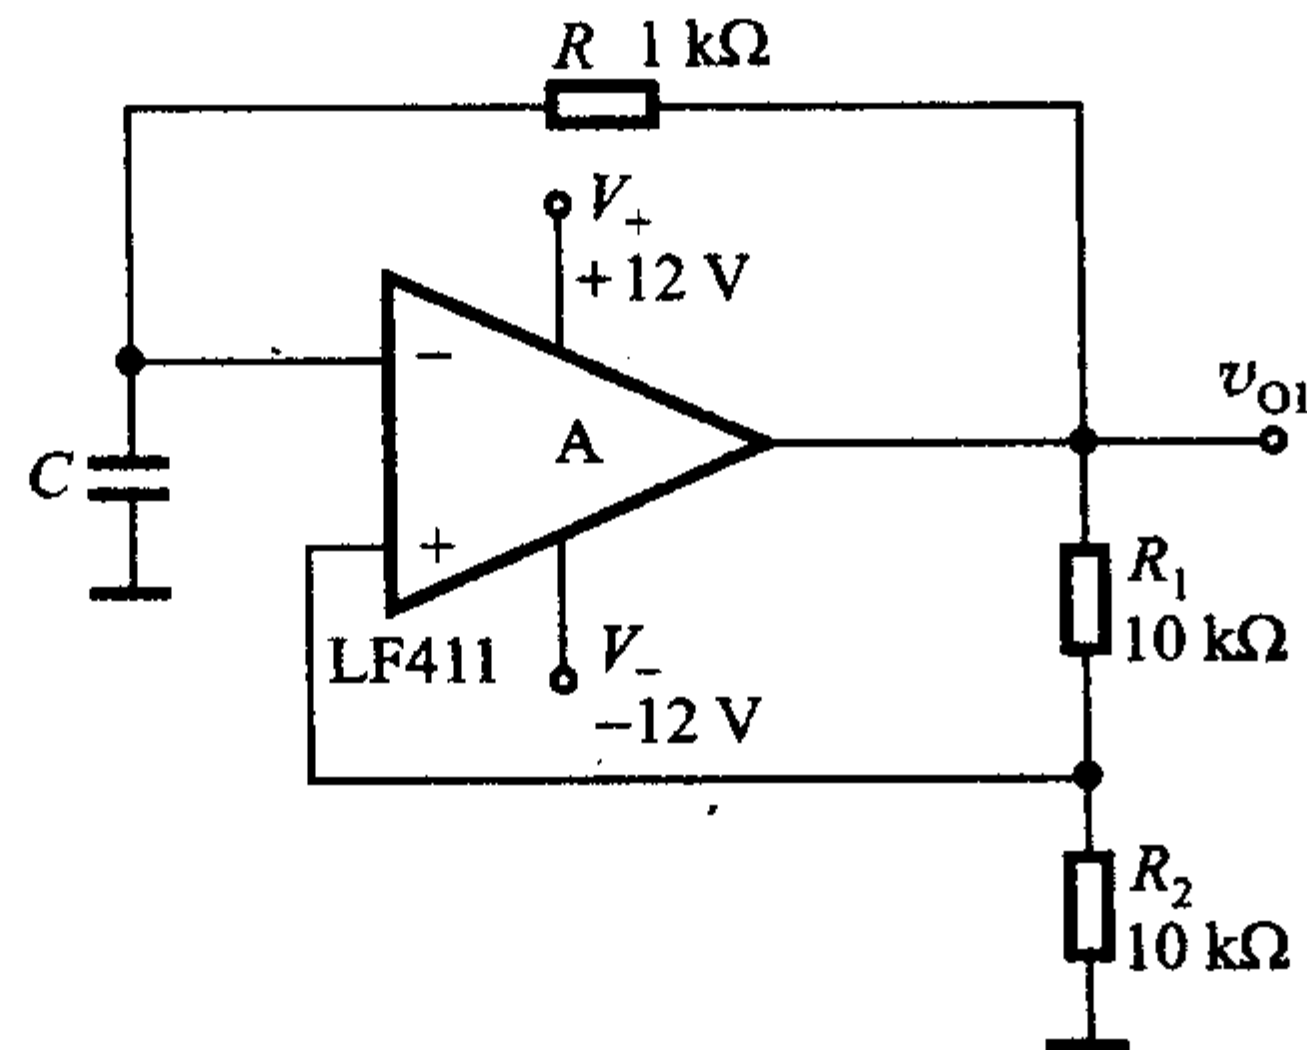 R 1 kΩ
V₊
+12 V
−
v_O1
A
C
+
R₁
10 kΩ
LF411
V₋
−12 V
R₂
10 kΩ